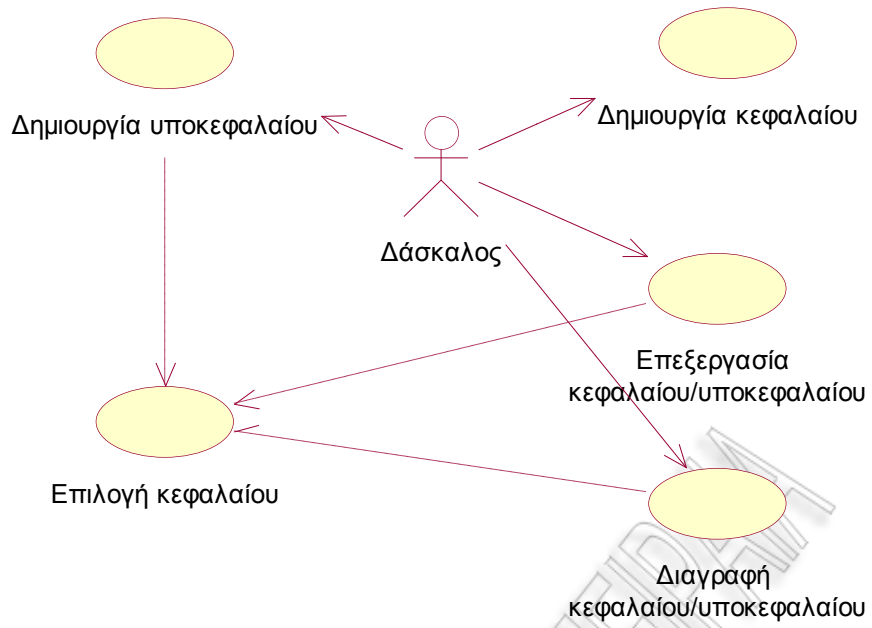 Δημιουργία υποκεφαλαίου
Δημιουργία κεφαλαίου
Δάσκαλος
Επεξεργασία
κεφαλαίου/υποκεφαλαίου
Επιλογή κεφαλαίου
Διαγραφή
κεφαλαίου/υποκεφαλαίου